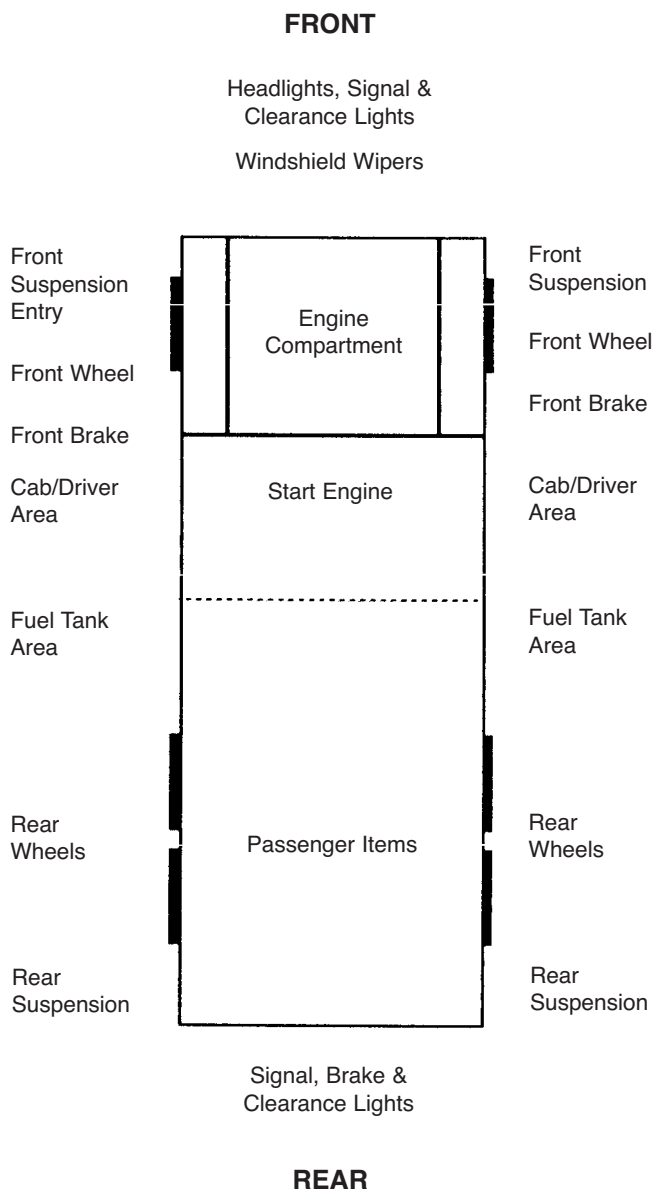 FRONT
Headlights, Signal &
Clearance Lights
Windshield Wipers
Front
Suspension
Entry
Front Wheel
Front Brake
Cab/Driver
Area
Fuel Tank
Area
Rear
Wheels
Rear
Suspension
Engine
Compartment
Start Engine
Passenger Items
Front
Suspension
Front Wheel
Front Brake
Cab/Driver
Area
Fuel Tank
Area
Rear
Wheels
Rear
Suspension
Signal, Brake &
Clearance Lights
REAR